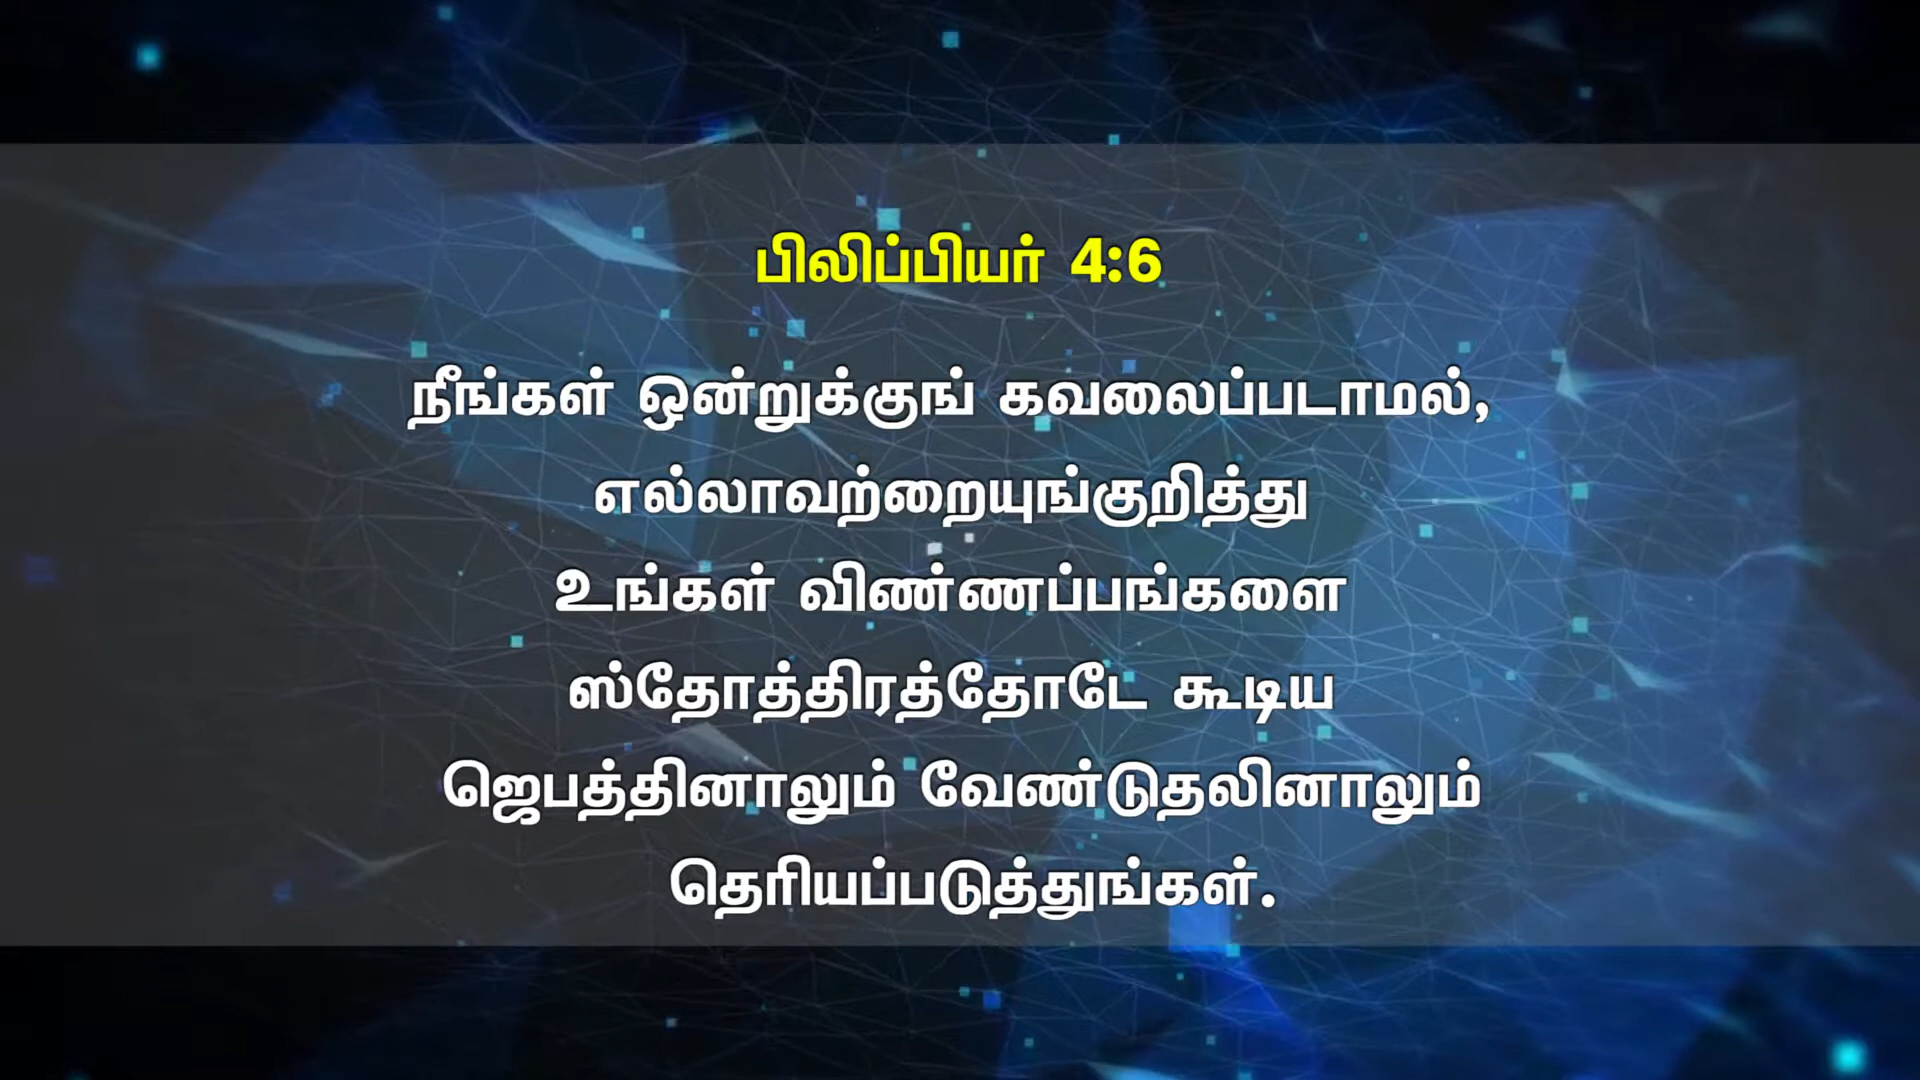 பிலிப்பியர் 4:6
நீங்கள் ஒன்றுக்குங் கவலைப்படாமல்,
எல்லாவற்றையுங்குறித்து
உங்கள் விண்ணப்பங்களை
ஸ்தோத்திரத்தோடே கூடிய
ஜெபத்தினாலும் வேண்டுதலினாலும்
தெரியப்படுத்துங்கள்.